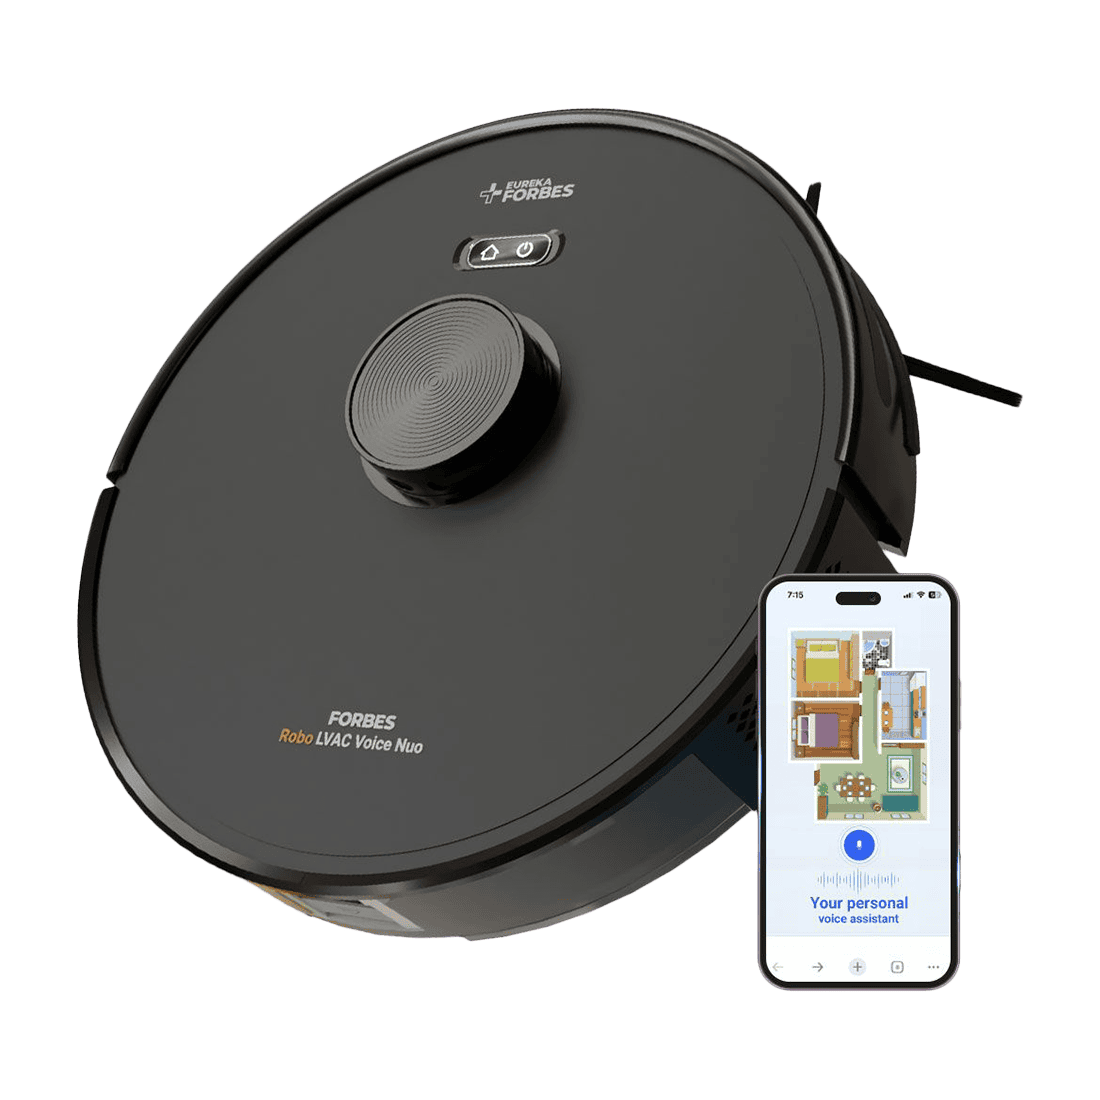 EUREKA
FORBES
FORBES
Robo LVAC Voice Nuo
7:15
Your personal
voice assistant